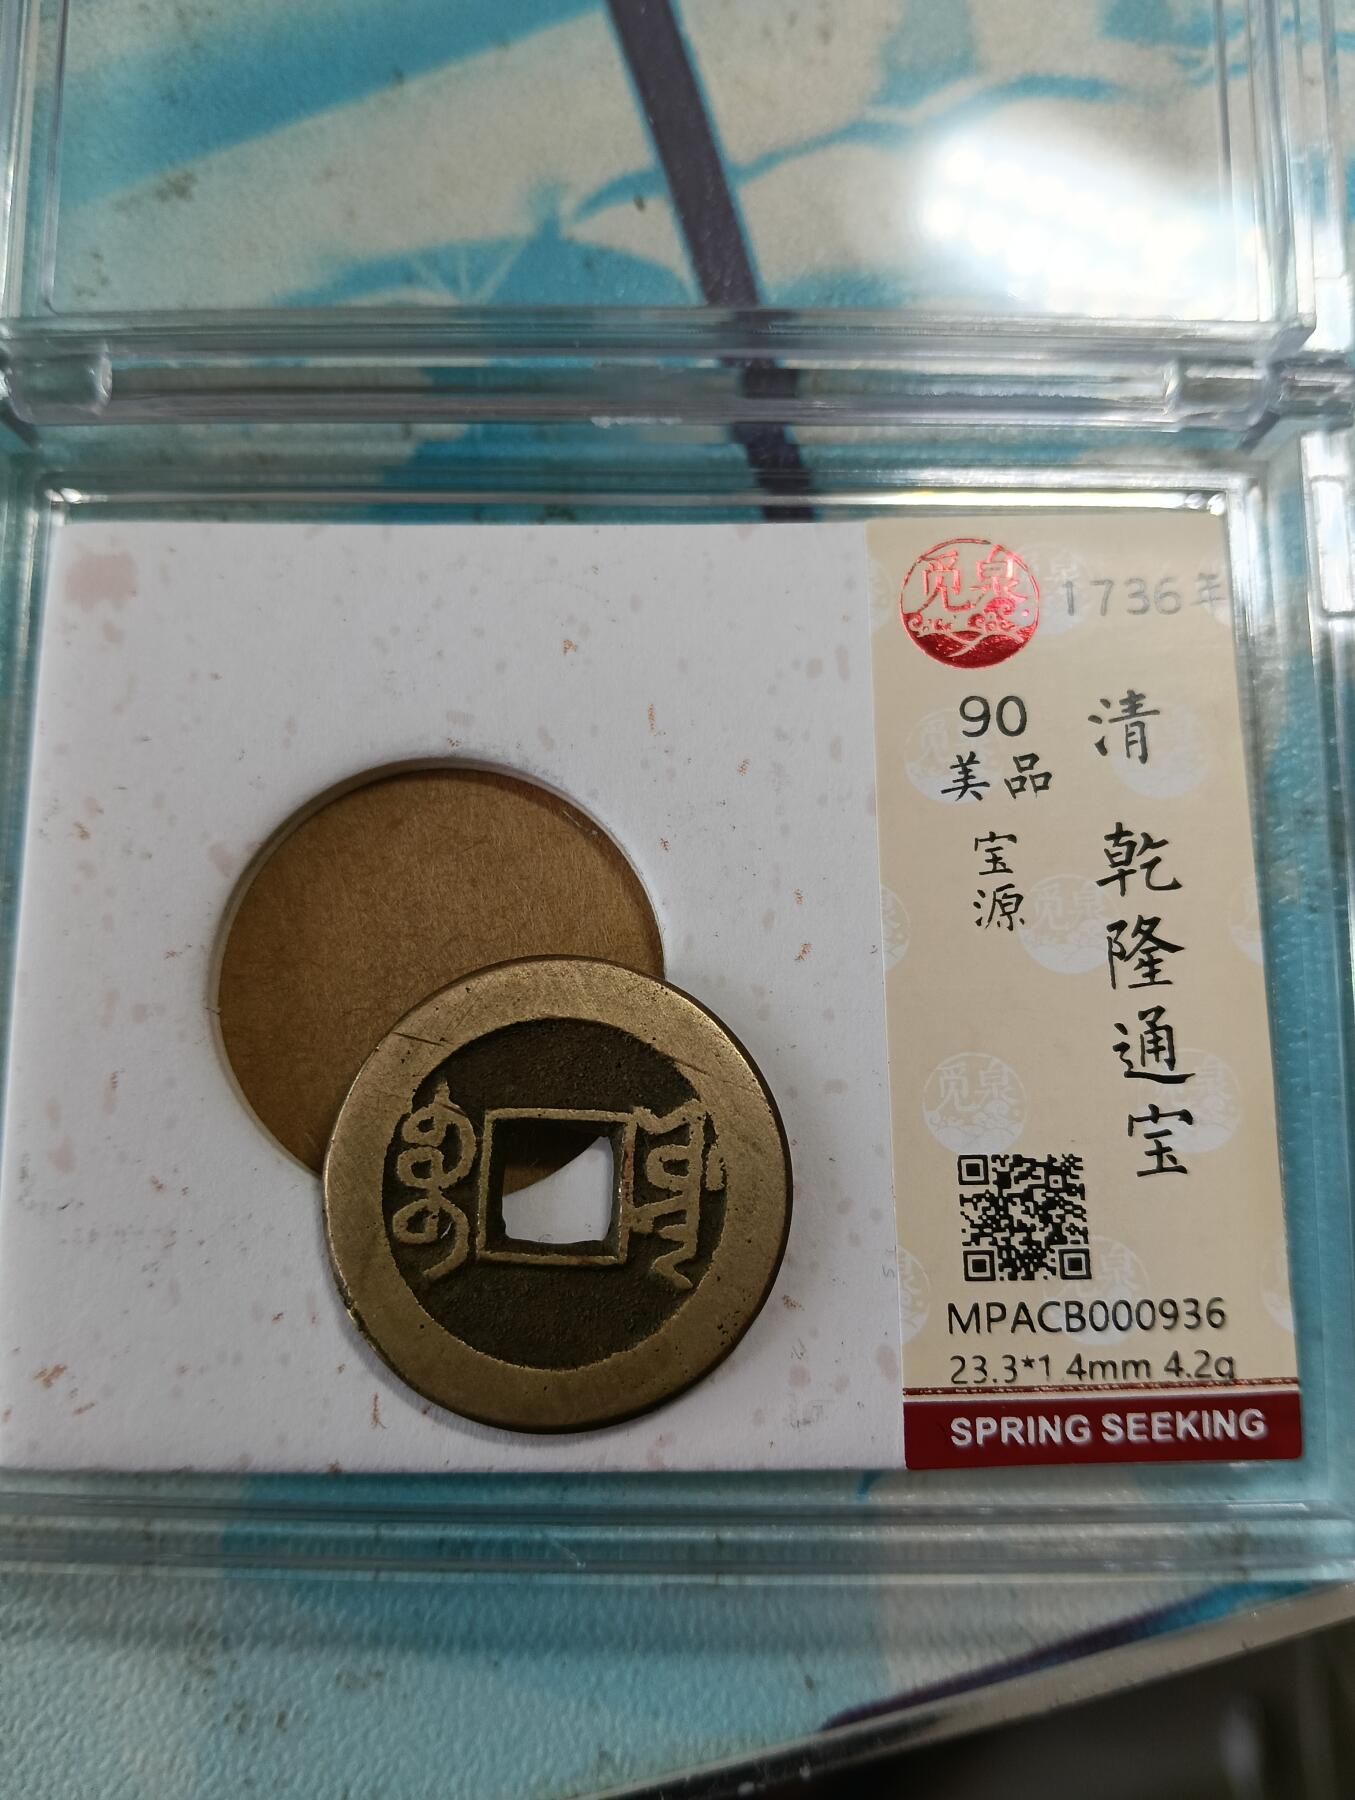 觅泉
1736年
清 乾隆通宝
90
美品
宝源
MPACB000936
23.3*1.4mm 4.2g
SPRING SEEKING